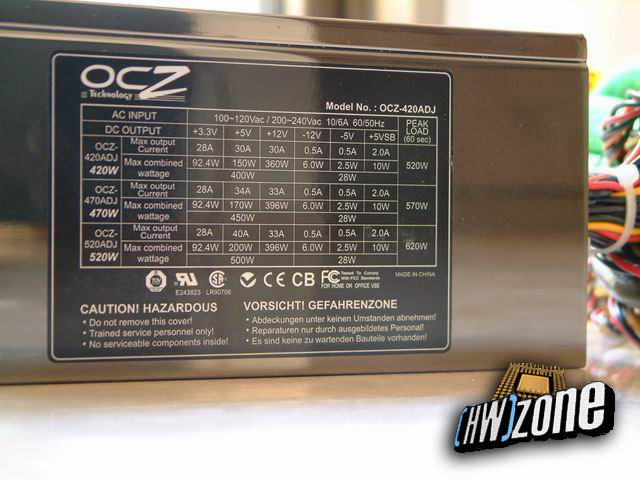 OCZ
Technology
Model No. : OCZ-420ADJ
AC INPUT 100~120Vac / 200~240Vac 10/6A 60/50Hz PEAK LOAD (60 sec)
DC OUTPUT +3.3V +5V +12V -12V -5V +5VSB
OCZ-420ADJ 420W Max output Current 28A 30A 30A 0.5A 0.5A 2.0A 520W
Max combined wattage 92.4W 150W 360W 6.0W 2.5W 10W
400W 28W
OCZ-470ADJ 470W Max output Current 28A 34A 33A 0.5A 0.5A 2.0A 570W
Max combined wattage 92.4W 170W 396W 6.0W 2.5W 10W
450W 28W
OCZ-520ADJ 520W Max output Current 28A 40A 33A 0.5A 0.5A 2.0A 620W
Max combined wattage 92.4W 200W 396W 6.0W 2.5W 10W
500W 28W
CE CB FC Tested To Comply With FCC Standards MADE IN CHINA
E243823 LR90706 FOR HOME OR OFFICE USE
CAUTION! HAZARDOUS
• Do not remove this cover!
• Trained service personnel only!
• No serviceable components inside!
VORSICHT! GEFAHRENZONE
• Abdeckungen unter keinen Umstanden abnehmen!
• Reparaturen nur durch ausgebildetes Personal!
• Es sind keine zu wartenden Bauteile vorhanden!
(HW)zone